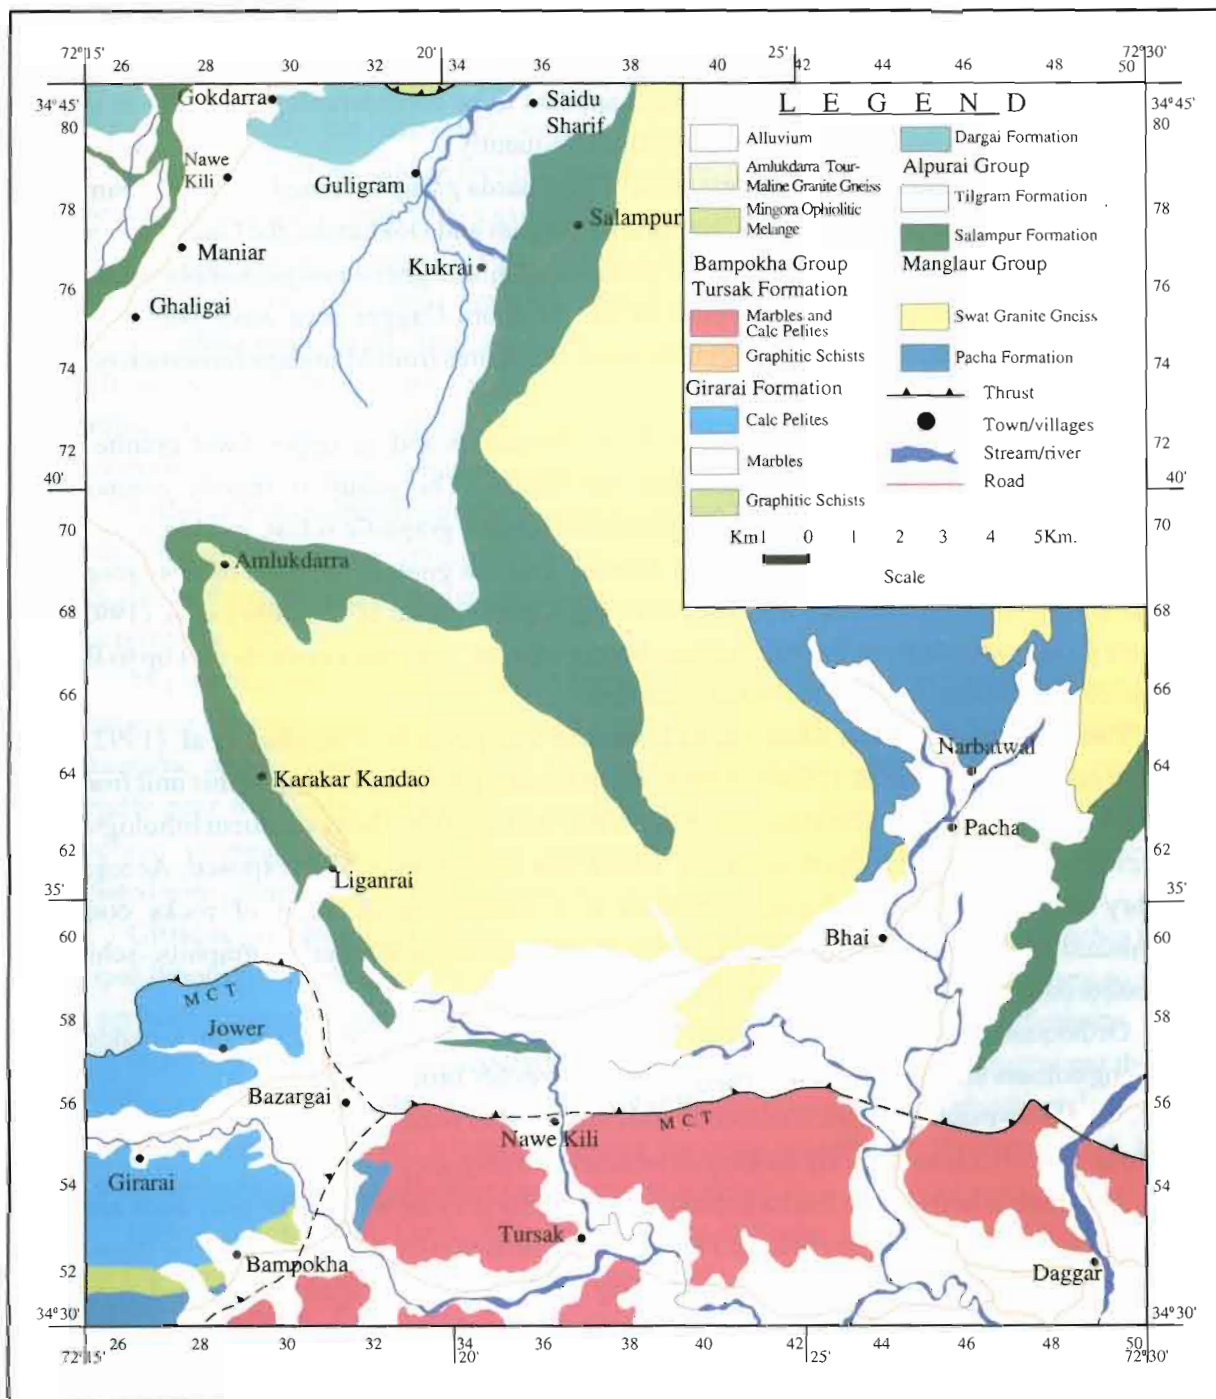 72°15' 20' 25' 72°30'
26 28 30 32 34 36 38 40 42 44 46 48 50
34°45' 34°45'
80 80
78 78
76 76
74 74
72 72
40' 40'
70 70
68 68
66 66
64 64
62 62
35' 35'
60 60
58 58
56 56
54 54
52 52
34°30' 34°30'
26 28 30 32 34 36 38 40 42 44 46 48 50
72°15' 20' 25' 72°30'
LEGEND
Alluvium
Amlukdarra Tour-
Maline Granite Gneiss
Mingora Ophiolitic
Melange
Bampokha Group
Tursak Formation
Marbles and
Calc Pelites
Graphitic Schists
Girarai Formation
Calc Pelites
Marbles
Graphitic Schists
Dargai Formation
Alpurai Group
Tilgram Formation
Salampur Formation
Manglaur Group
Swat Granite Gneiss
Pacha Formation
Thrust
Town/villages
Stream/river
Road
Km 1 0 1 2 3 4 5Km.
Scale
Gokdarra
Saidu
Sharif
Nawe
Kili
Guligram
Salampur
Maniar
Kukrai
Ghaligai
Amlukdarra
Narbatwal
Karakar Kandao
Pacha
Liganrai
Bhai
MCT
Jower
Bazargai
MCT
Nawe Kili
Girarai
Tursak
Bampokha
Daggar